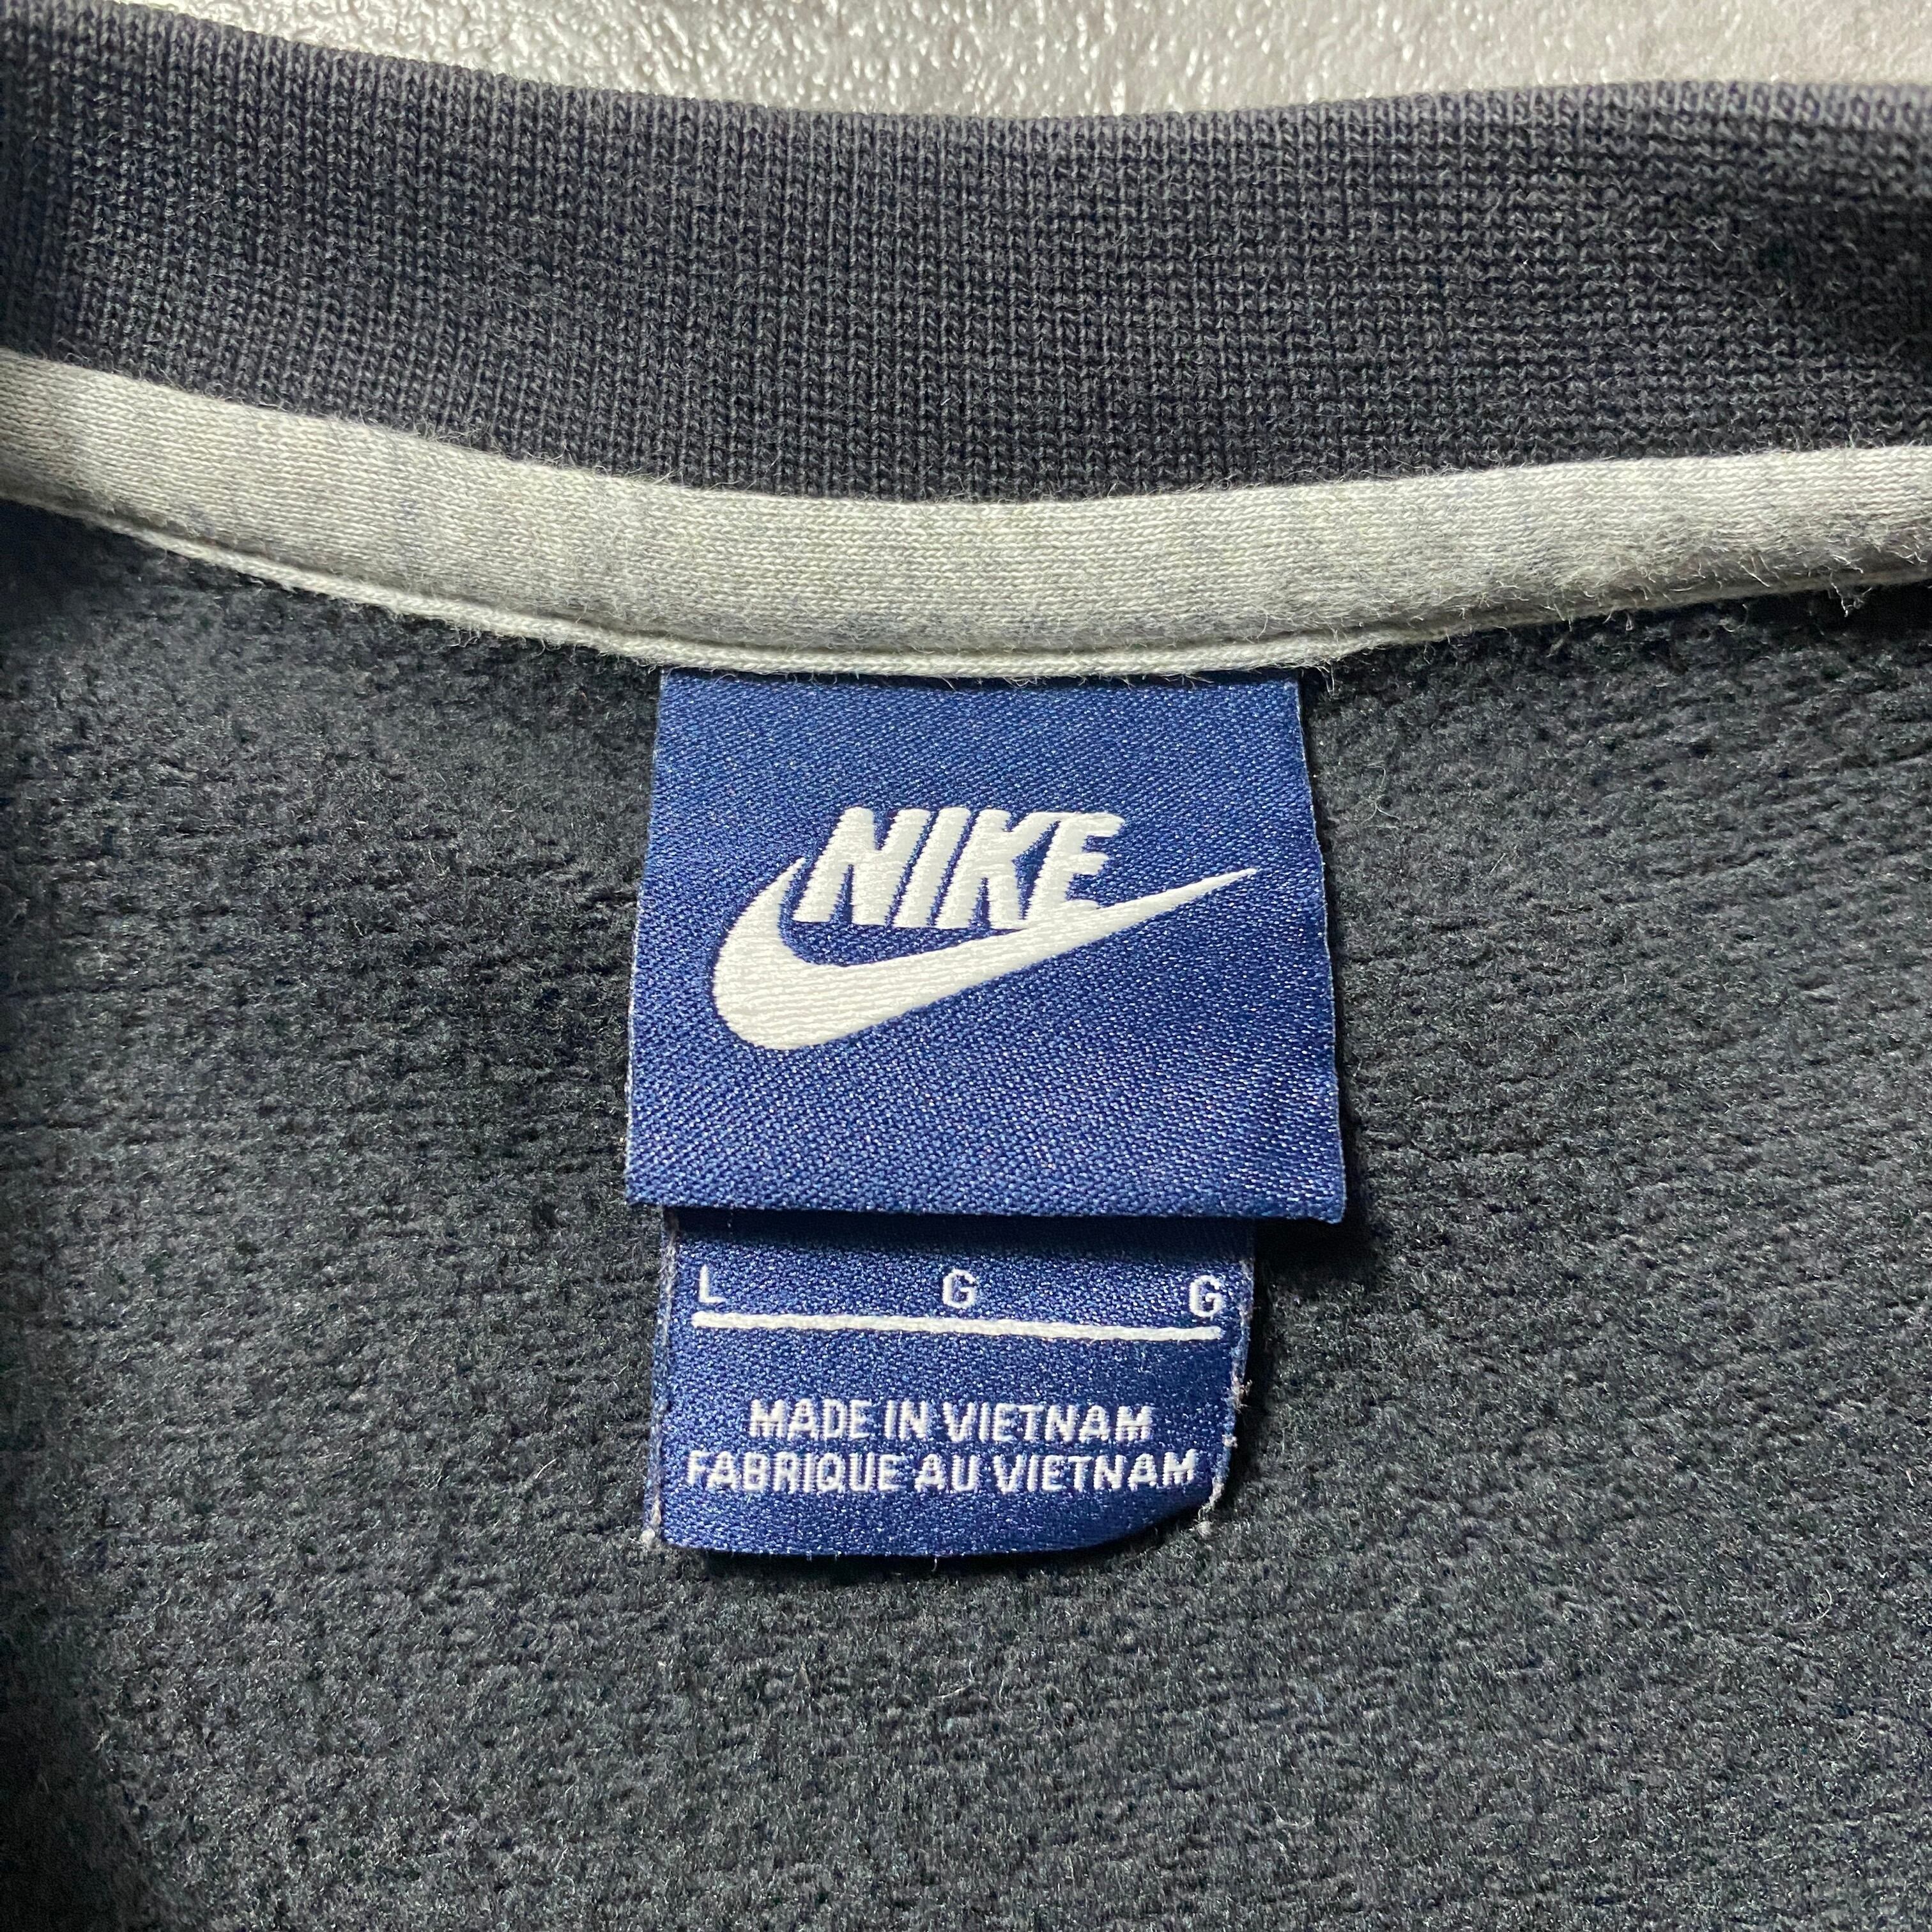 NIKE
L G G
MADE IN VIETNAM
FABRIQUE AU VIETNAM